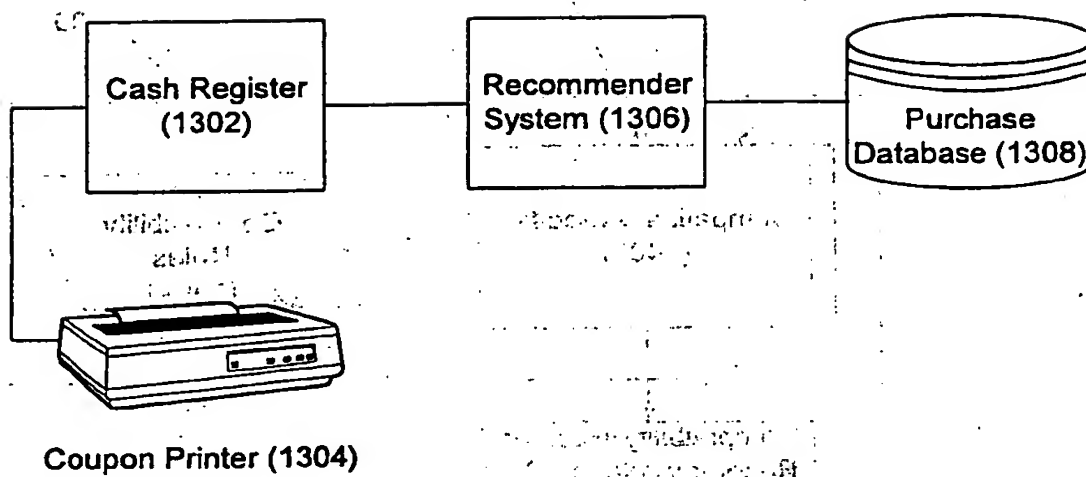 Cash Register
(1302)
Recommender
System (1306)
Purchase
Database (1308)
Coupon Printer (1304)